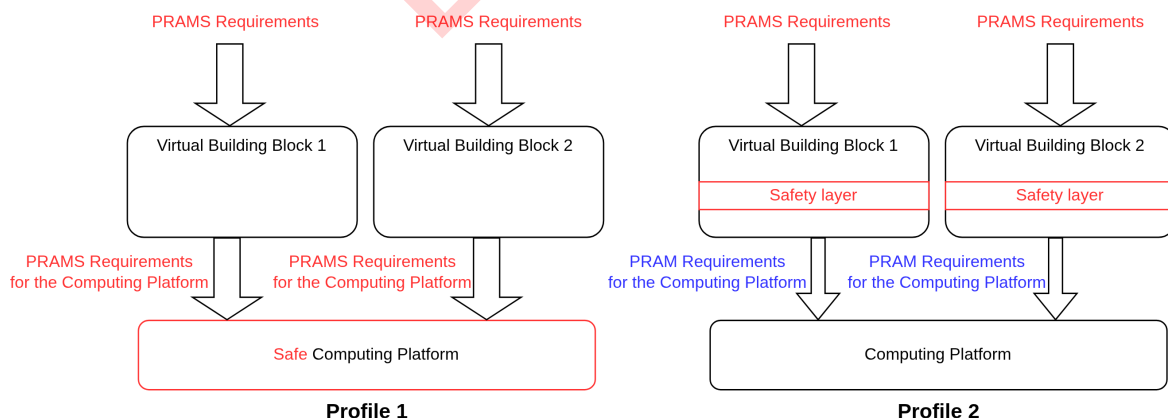 PRAMS Requirements
PRAMS Requirements
Virtual Building Block 1
Virtual Building Block 2
PRAMS Requirements
for the Computing Platform
PRAMS Requirements
for the Computing Platform
Safe Computing Platform
Profile 1
PRAMS Requirements
PRAMS Requirements
Virtual Building Block 1
Virtual Building Block 2
Safety layer
Safety layer
PRAM Requirements
for the Computing Platform
PRAM Requirements
for the Computing Platform
Computing Platform
Profile 2